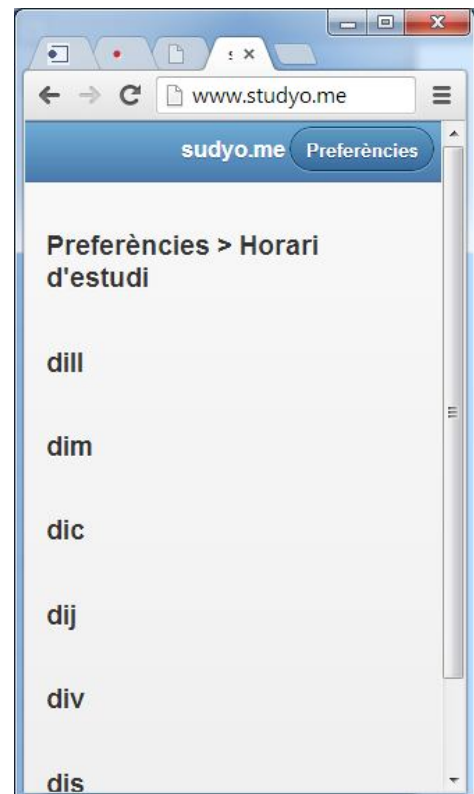 www.studyo.me
sudyo.me Preferències
Preferències > Horari
d'estudi
dill
dim
dic
dij
div
dis